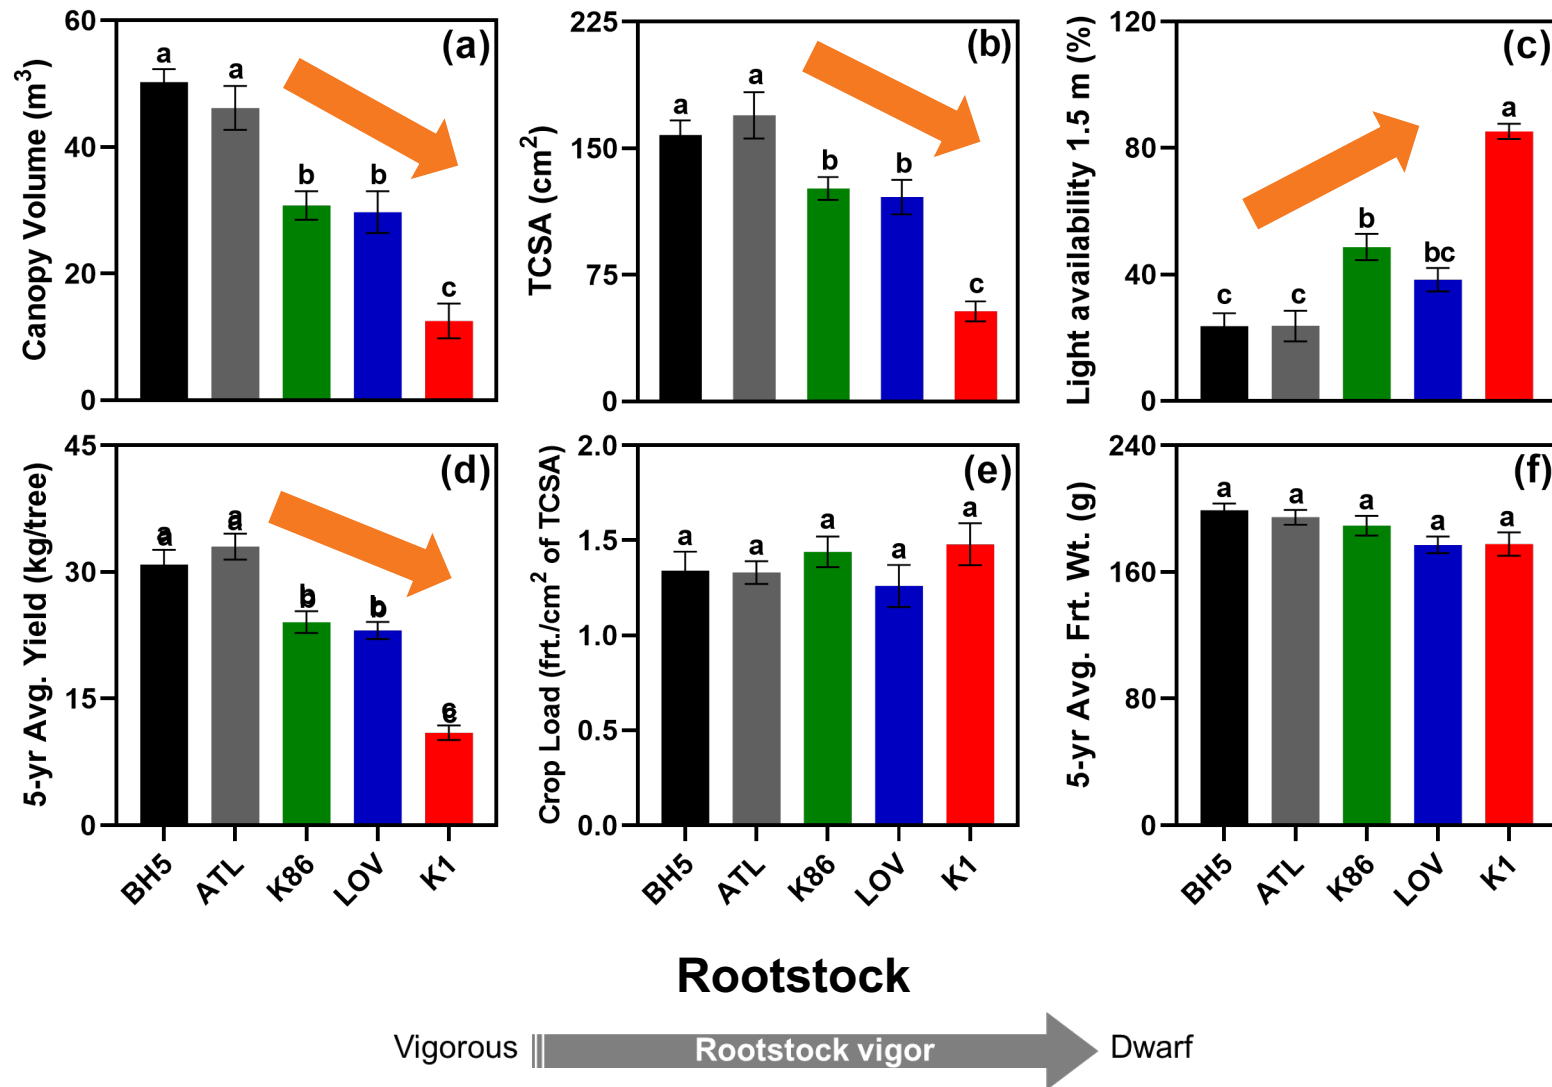 (a)
Canopy Volume (m³)
60
40
20
0
a
a
b
b
c
(b)
TCSA (cm²)
225
150
75
0
a
a
b
b
c
(c)
Light availability 1.5 m (%)
120
80
40
0
c
c
b
bc
a
(d)
5-yr Avg. Yield (kg/tree)
45
30
15
0
a
a
a
a
b
b
b
b
c
c
BH5
ATL
K86
LOV
K1
(e)
Crop Load (frt./cm² of TCSA)
2.0
1.5
1.0
0.5
0.0
a
a
a
a
a
BH5
ATL
K86
LOV
K1
(f)
5-yr Avg. Frt. Wt. (g)
240
160
80
0
a
a
a
a
a
BH5
ATL
K86
LOV
K1
Rootstock
Vigorous
Rootstock vigor
Dwarf